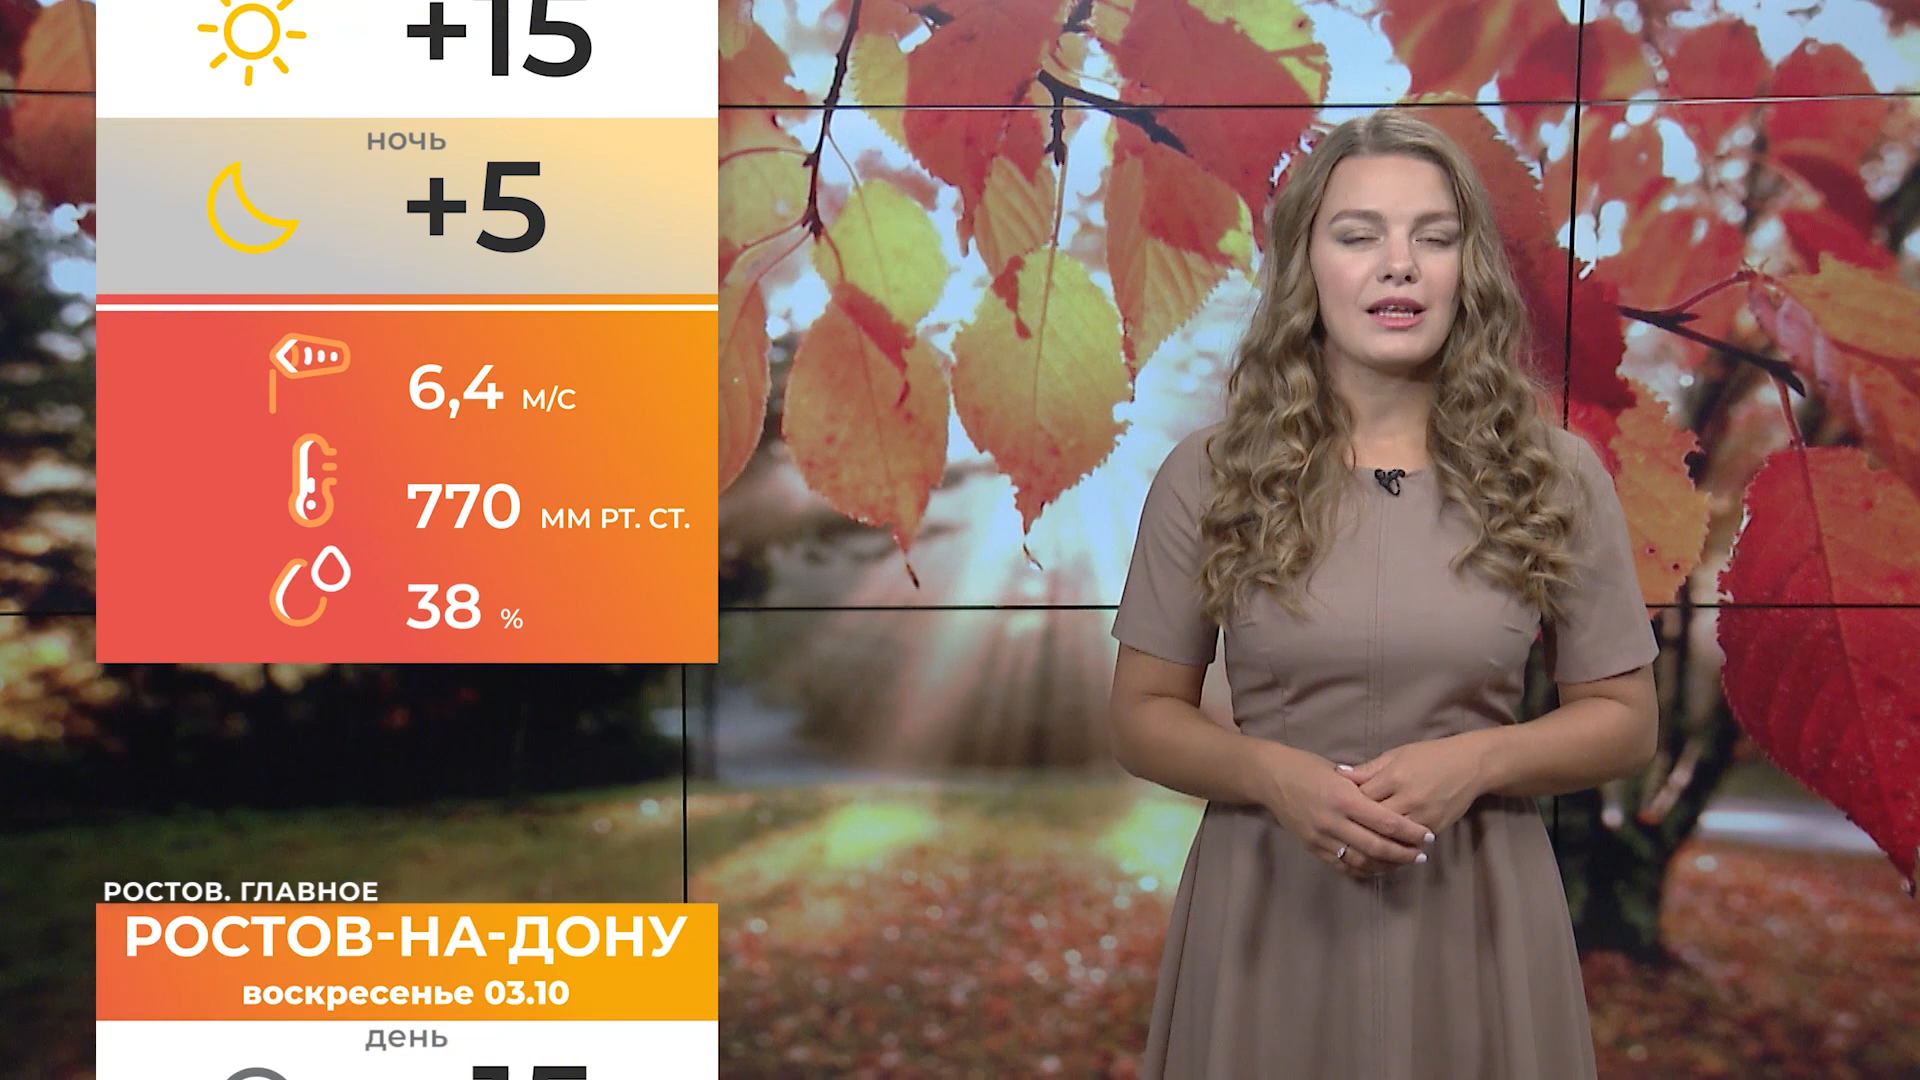 +15
ночь
+5
6,4 М/С
770 ММ РТ. СТ.
38 %
РОСТОВ. ГЛАВНОЕ
РОСТОВ-НА-ДОНУ
воскресенье 03.10
день